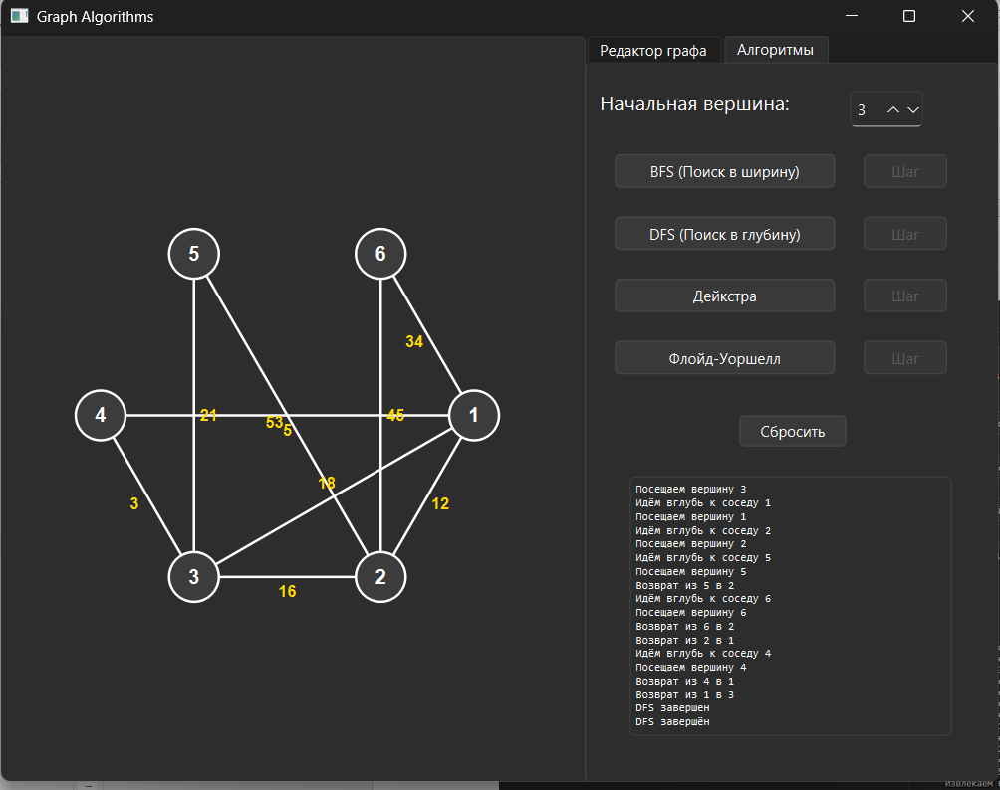 Graph Algorithms
Редактор графа
Алгоритмы
Начальная вершина:
3
BFS (Поиск в ширину)
Шаг
DFS (Поиск в глубину)
Шаг
Дейкстра
Шаг
Флойд-Уоршелл
Шаг
Сбросить
5
6
34
4
21
53
5
45
1
18
3
12
3
2
16
Посещаем вершину 3
Идём вглубь к соседу 1
Посещаем вершину 1
Идём вглубь к соседу 2
Посещаем вершину 2
Идём вглубь к соседу 5
Посещаем вершину 5
Возврат из 5 в 2
Идём вглубь к соседу 6
Посещаем вершину 6
Возврат из 6 в 2
Возврат из 2 в 1
Идём вглубь к соседу 4
Посещаем вершину 4
Возврат из 4 в 1
Возврат из 1 в 3
DFS завершен
DFS завершён
извлекаем